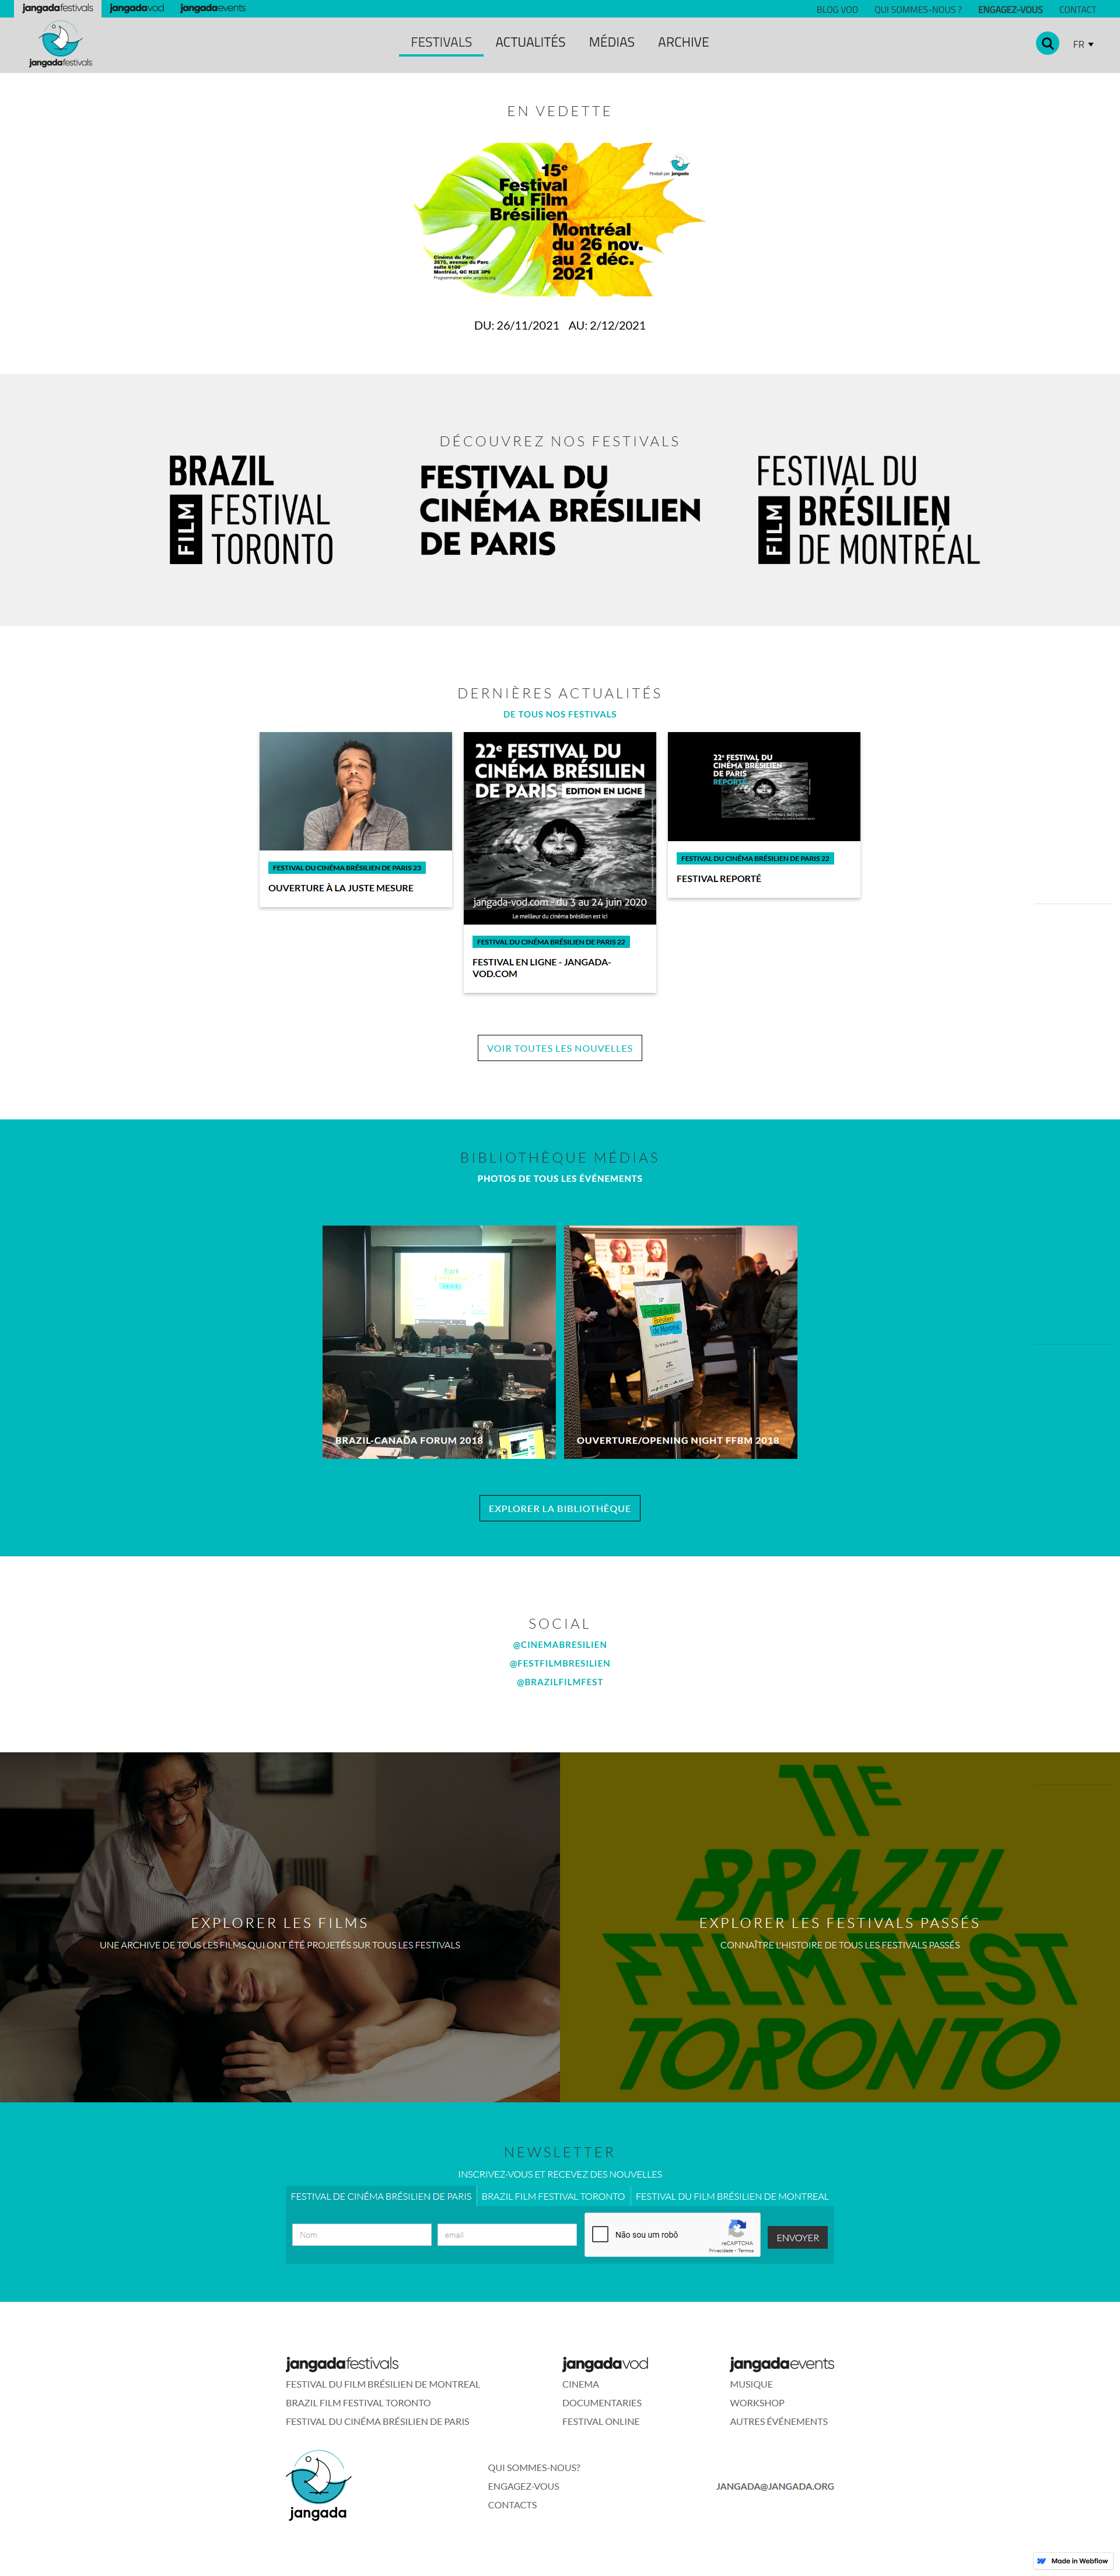 jangadafestivals jangadavod jangadaevents BLOG VOD QUI SOMMES-NOUS ? ENGAGEZ-VOUS CONTACT
jangadafestivals FESTIVALS ACTUALITÉS MÉDIAS ARCHIVE FR
EN VEDETTE
15e
Festival
du Film
Brésilien
Produit par jangada
Montréal
du 26 nov.
au 2 déc.
2021
Cinéma du Parc
3575, avenue du Parc
suite 6100
Montréal, QC H2X 3P9
Programmation www.jangada.org
DU: 26/11/2021 AU: 2/12/2021
DÉCOUVREZ NOS FESTIVALS
BRAZIL
FILM FESTIVAL
TORONTO
FESTIVAL DU
CINÉMA BRÉSILIEN
DE PARIS
FESTIVAL DU
FILM BRÉSILIEN
DE MONTRÉAL
DERNIÈRES ACTUALITÉS
DE TOUS NOS FESTIVALS
FESTIVAL DU CINÉMA BRÉSILIEN DE PARIS 23
OUVERTURE À LA JUSTE MESURE
22e FESTIVAL DU
CINÉMA BRÉSILIEN
DE PARIS EDITION EN LIGNE
jangada-vod.com - du 3 au 24 juin 2020
Le meilleur du cinéma brésilien est ici
FESTIVAL DU CINÉMA BRÉSILIEN DE PARIS 22
FESTIVAL EN LIGNE - JANGADA-
VOD.COM
22e FESTIVAL DU
CINÉMA BRÉSILIEN
DE PARIS
REPORTÉ
FESTIVAL DU CINÉMA BRÉSILIEN DE PARIS 22
FESTIVAL REPORTÉ
VOIR TOUTES LES NOUVELLES
BIBLIOTHÈQUE MÉDIAS
PHOTOS DE TOUS LES ÉVÉNEMENTS
BRAZIL-CANADA FORUM 2018
Festival du Film
Brésilien
de Montréal
OUVERTURE/OPENING NIGHT FFBM 2018
EXPLORER LA BIBLIOTHÈQUE
SOCIAL
@CINEMABRESILIEN
@FESTFILMBRESILIEN
@BRAZILFILMFEST
EXPLORER LES FILMS
UNE ARCHIVE DE TOUS LES FILMS QUI ONT ÉTÉ PROJETÉS SUR TOUS LES FESTIVALS
11E
BRAZIL
FILM FEST
TORONTO
EXPLORER LES FESTIVALS PASSÉS
CONNAÎTRE L'HISTOIRE DE TOUS LES FESTIVALS PASSÉS
NEWSLETTER
INSCRIVEZ-VOUS ET RECEVEZ DES NOUVELLES
FESTIVAL DE CINÉMA BRÉSILIEN DE PARIS BRAZIL FILM FESTIVAL TORONTO FESTIVAL DU FILM BRÉSILIEN DE MONTREAL
Nom email Não sou um robô reCAPTCHA
Privacidade - Termos
ENVOYER
jangadafestivals
FESTIVAL DU FILM BRÉSILIEN DE MONTREAL
BRAZIL FILM FESTIVAL TORONTO
FESTIVAL DU CINÉMA BRÉSILIEN DE PARIS
jangadavod
CINEMA
DOCUMENTARIES
FESTIVAL ONLINE
jangadaevents
MUSIQUE
WORKSHOP
AUTRES ÉVÉNEMENTS
jangada
QUI SOMMES-NOUS?
ENGAGEZ-VOUS
CONTACTS
JANGADA@JANGADA.ORG
Made in Webflow